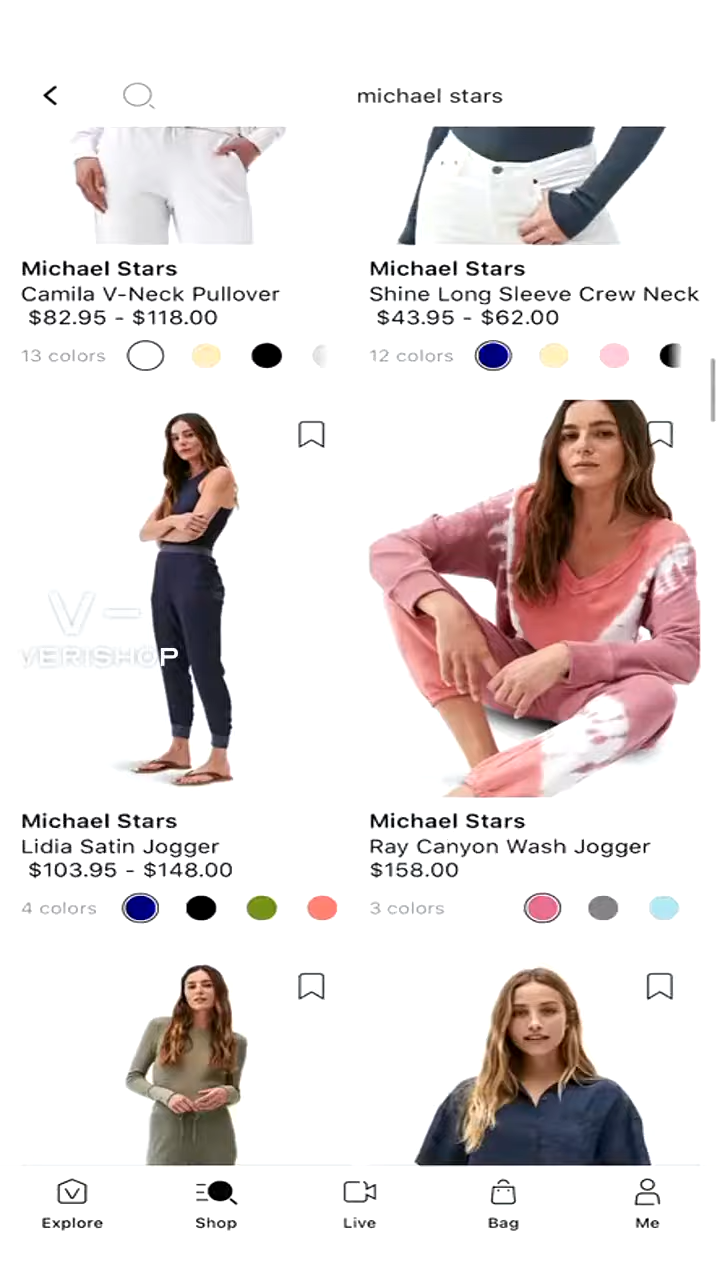 michael stars
Michael Stars
Camila V-Neck Pullover
$82.95 - $118.00
13 colors
Michael Stars
Shine Long Sleeve Crew Neck
$43.95 - $62.00
12 colors
V-
VERISHOP
Michael Stars
Lidia Satin Jogger
$103.95 - $148.00
4 colors
Michael Stars
Ray Canyon Wash Jogger
$158.00
3 colors
Explore
Shop
Live
Bag
Me